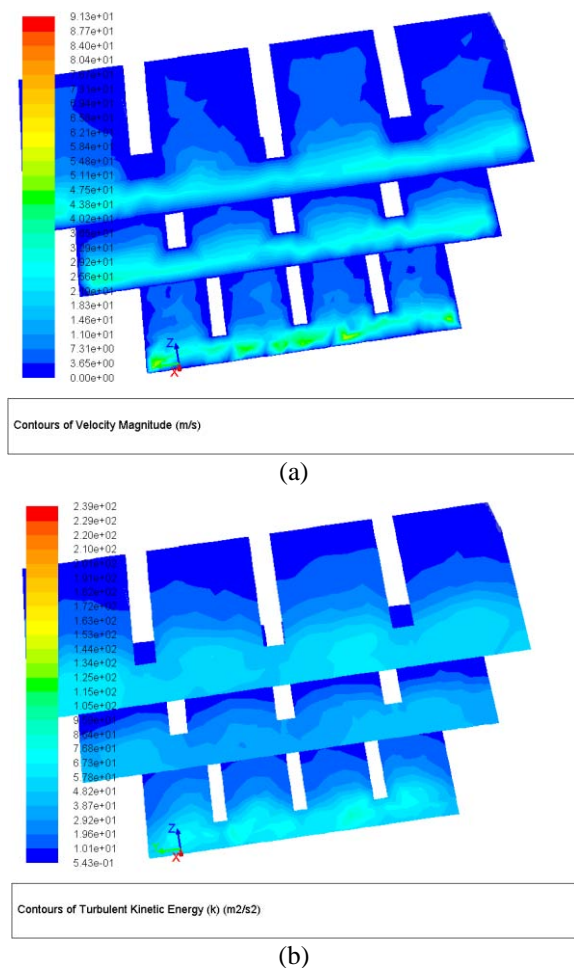 9.13e+01
8.77e+01
8.40e+01
8.04e+01
6.21e+01
5.84e+01
5.48e+01
5.11e+01
4.75e+01
4.38e+01
4.02e+01
3.29e+01
2.92e+01
2.56e+01
1.83e+01
1.46e+01
1.10e+01
7.31e+00
3.65e+00
0.00e+00
Z
X
Contours of Velocity Magnitude (m/s)
(a)
2.39e+02
2.29e+02
2.20e+02
2.10e+02
1.72e+02
1.63e+02
1.53e+02
1.44e+02
1.34e+02
1.25e+02
1.05e+02
8.64e+01
7.68e+01
6.73e+01
5.78e+01
4.82e+01
3.87e+01
2.92e+01
1.96e+01
1.01e+01
5.43e-01
Z
X
Contours of Turbulent Kinetic Energy (k) (m2/s2)
(b)